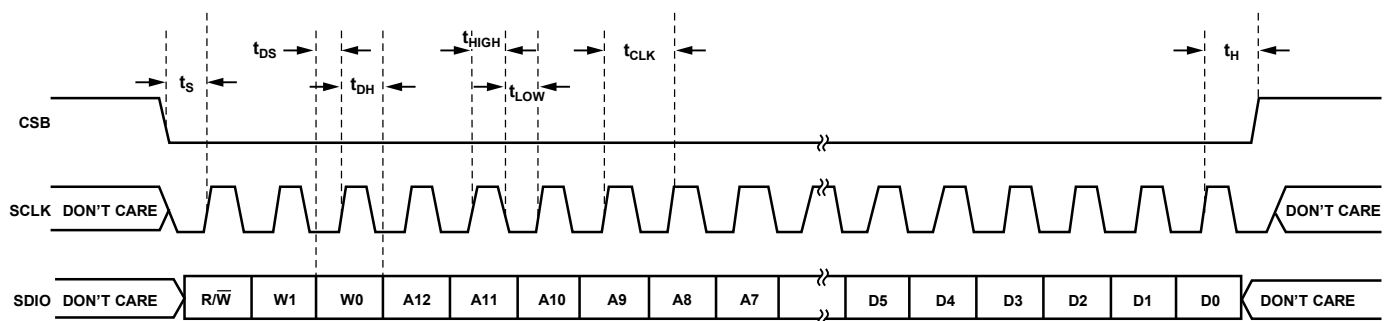 tDS
tHIGH
tCLK
tH
tS
tDH
tLOW
CSB
SCLK DON'T CARE DON'T CARE
SDIO DON'T CARE R/W̅ W1 W0 A12 A11 A10 A9 A8 A7 D5 D4 D3 D2 D1 D0 DON'T CARE